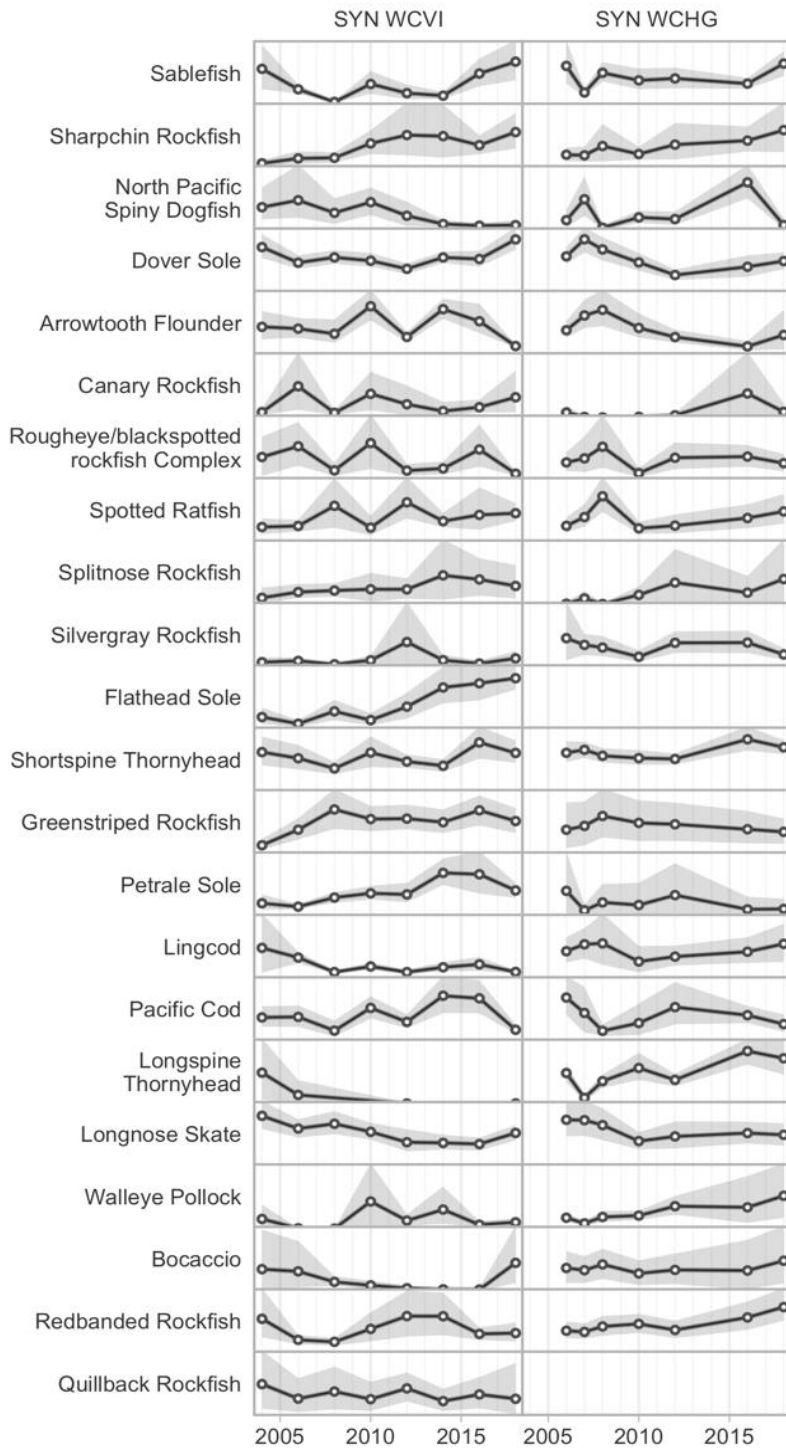 SYN WCVI SYN WCHG
Sablefish
Sharpchin Rockfish
North Pacific
Spiny Dogfish
Dover Sole
Arrowtooth Flounder
Canary Rockfish
Rougheye/blackspotted
rockfish Complex
Spotted Ratfish
Splitnose Rockfish
Silvergray Rockfish
Flathead Sole
Shortspine Thornyhead
Greenstriped Rockfish
Petrale Sole
Lingcod
Pacific Cod
Longspine
Thornyhead
Longnose Skate
Walleye Pollock
Bocaccio
Redbanded Rockfish
Quillback Rockfish
2005 2010 2015 2005 2010 2015